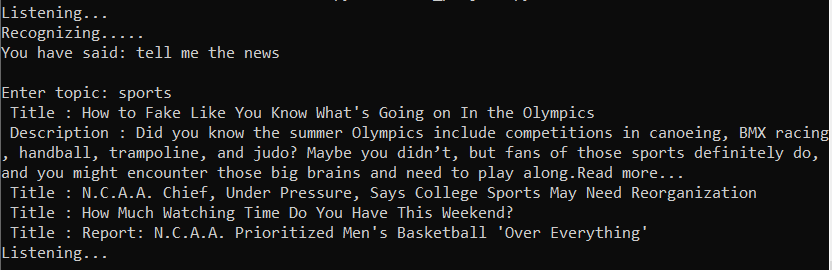 Listening...
Recognizing.....
You have said: tell me the news
Enter topic: sports
Title : How to Fake Like You Know What's Going on In the Olympics
Description : Did you know the summer Olympics include competitions in canoeing, BMX racing
, handball, trampoline, and judo? Maybe you didn’t, but fans of those sports definitely do,
and you might encounter those big brains and need to play along.Read more...
Title : N.C.A.A. Chief, Under Pressure, Says College Sports May Need Reorganization
Title : How Much Watching Time Do You Have This Weekend?
Title : Report: N.C.A.A. Prioritized Men's Basketball 'Over Everything'
Listening...